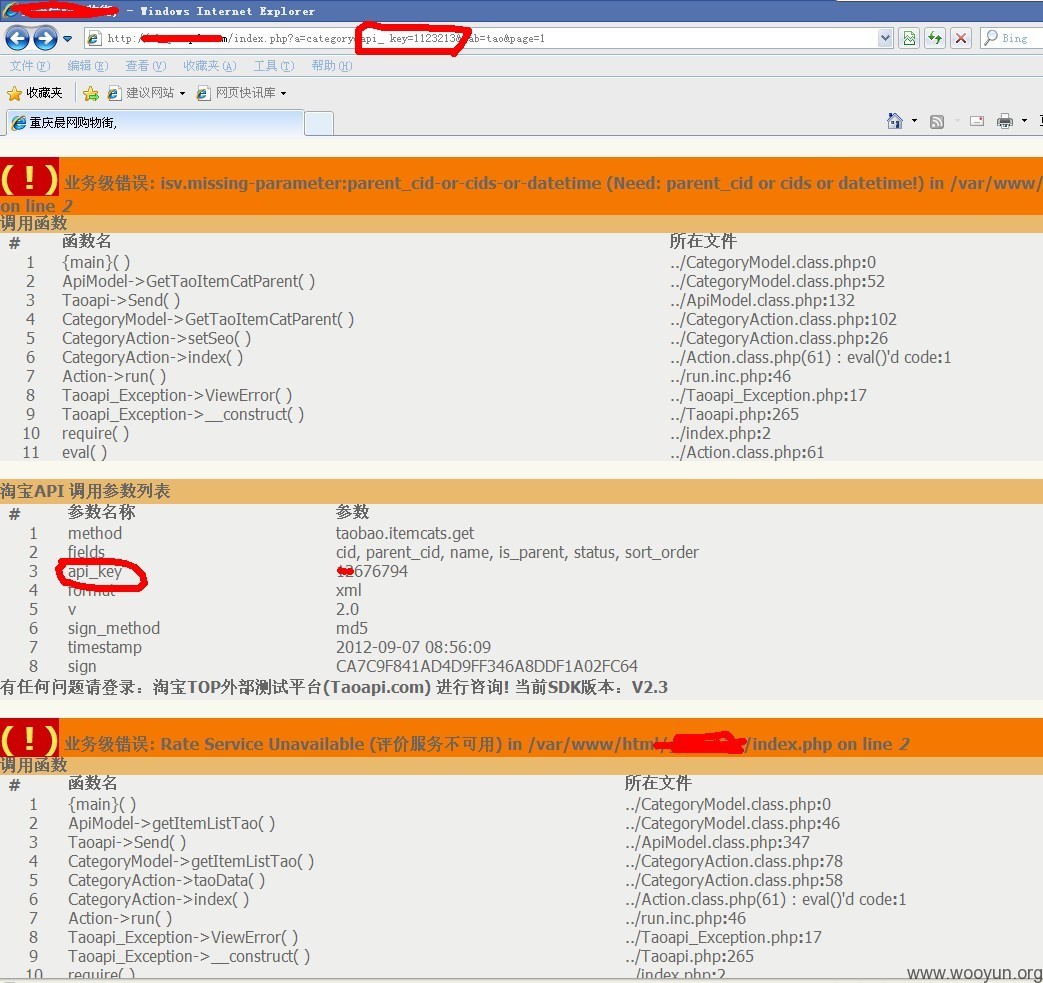 - Windows Internet Explorer
http:// /index.php?a=category api_ key=1123213& ab=tao&page=1
Bing
文件(F) 编辑(E) 查看(V) 收藏夹(A) 工具(T) 帮助(H)
收藏夹 建议网站 网页快讯库
重庆晨网购物街,
(!) 业务级错误: isv.missing-parameter:parent_cid-or-cids-or-datetime (Need: parent_cid or cids or datetime!) in /var/www/
on line 2
调用函数
# 函数名 所在文件
1 {main}( ) ../CategoryModel.class.php:0
2 ApiModel->GetTaoItemCatParent( ) ../CategoryModel.class.php:52
3 Taoapi->Send( ) ../ApiModel.class.php:132
4 CategoryModel->GetTaoItemCatParent( ) ../CategoryAction.class.php:102
5 CategoryAction->setSeo( ) ../CategoryAction.class.php:26
6 CategoryAction->index( ) ../Action.class.php(61) : eval()'d code:1
7 Action->run( ) ../run.inc.php:46
8 Taoapi_Exception->ViewError( ) ../Taoapi_Exception.php:17
9 Taoapi_Exception->__construct( ) ../Taoapi.php:265
10 require( ) ../index.php:2
11 eval( ) ../Action.class.php:61
淘宝API 调用参数列表
# 参数名称 参数
1 method taobao.itemcats.get
2 fields cid, parent_cid, name, is_parent, status, sort_order
3 api_key 12676794
4 format xml
5 v 2.0
6 sign_method md5
7 timestamp 2012-09-07 08:56:09
8 sign CA7C9F841AD4D9FF346A8DDF1A02FC64
有任何问题请登录：淘宝TOP外部测试平台(Taoapi.com) 进行咨询! 当前SDK版本：V2.3
(!) 业务级错误: Rate Service Unavailable (评价服务不可用) in /var/www/html/ /index.php on line 2
调用函数
# 函数名 所在文件
1 {main}( ) ../CategoryModel.class.php:0
2 ApiModel->getItemListTao( ) ../CategoryModel.class.php:46
3 Taoapi->Send( ) ../ApiModel.class.php:347
4 CategoryModel->getItemListTao( ) ../CategoryAction.class.php:78
5 CategoryAction->taoData( ) ../CategoryAction.class.php:58
6 CategoryAction->index( ) ../Action.class.php(61) : eval()'d code:1
7 Action->run( ) ../run.inc.php:46
8 Taoapi_Exception->ViewError( ) ../Taoapi_Exception.php:17
9 Taoapi_Exception->__construct( ) ../Taoapi.php:265
10 require( ) ../index.php:2
www.wooyun.org